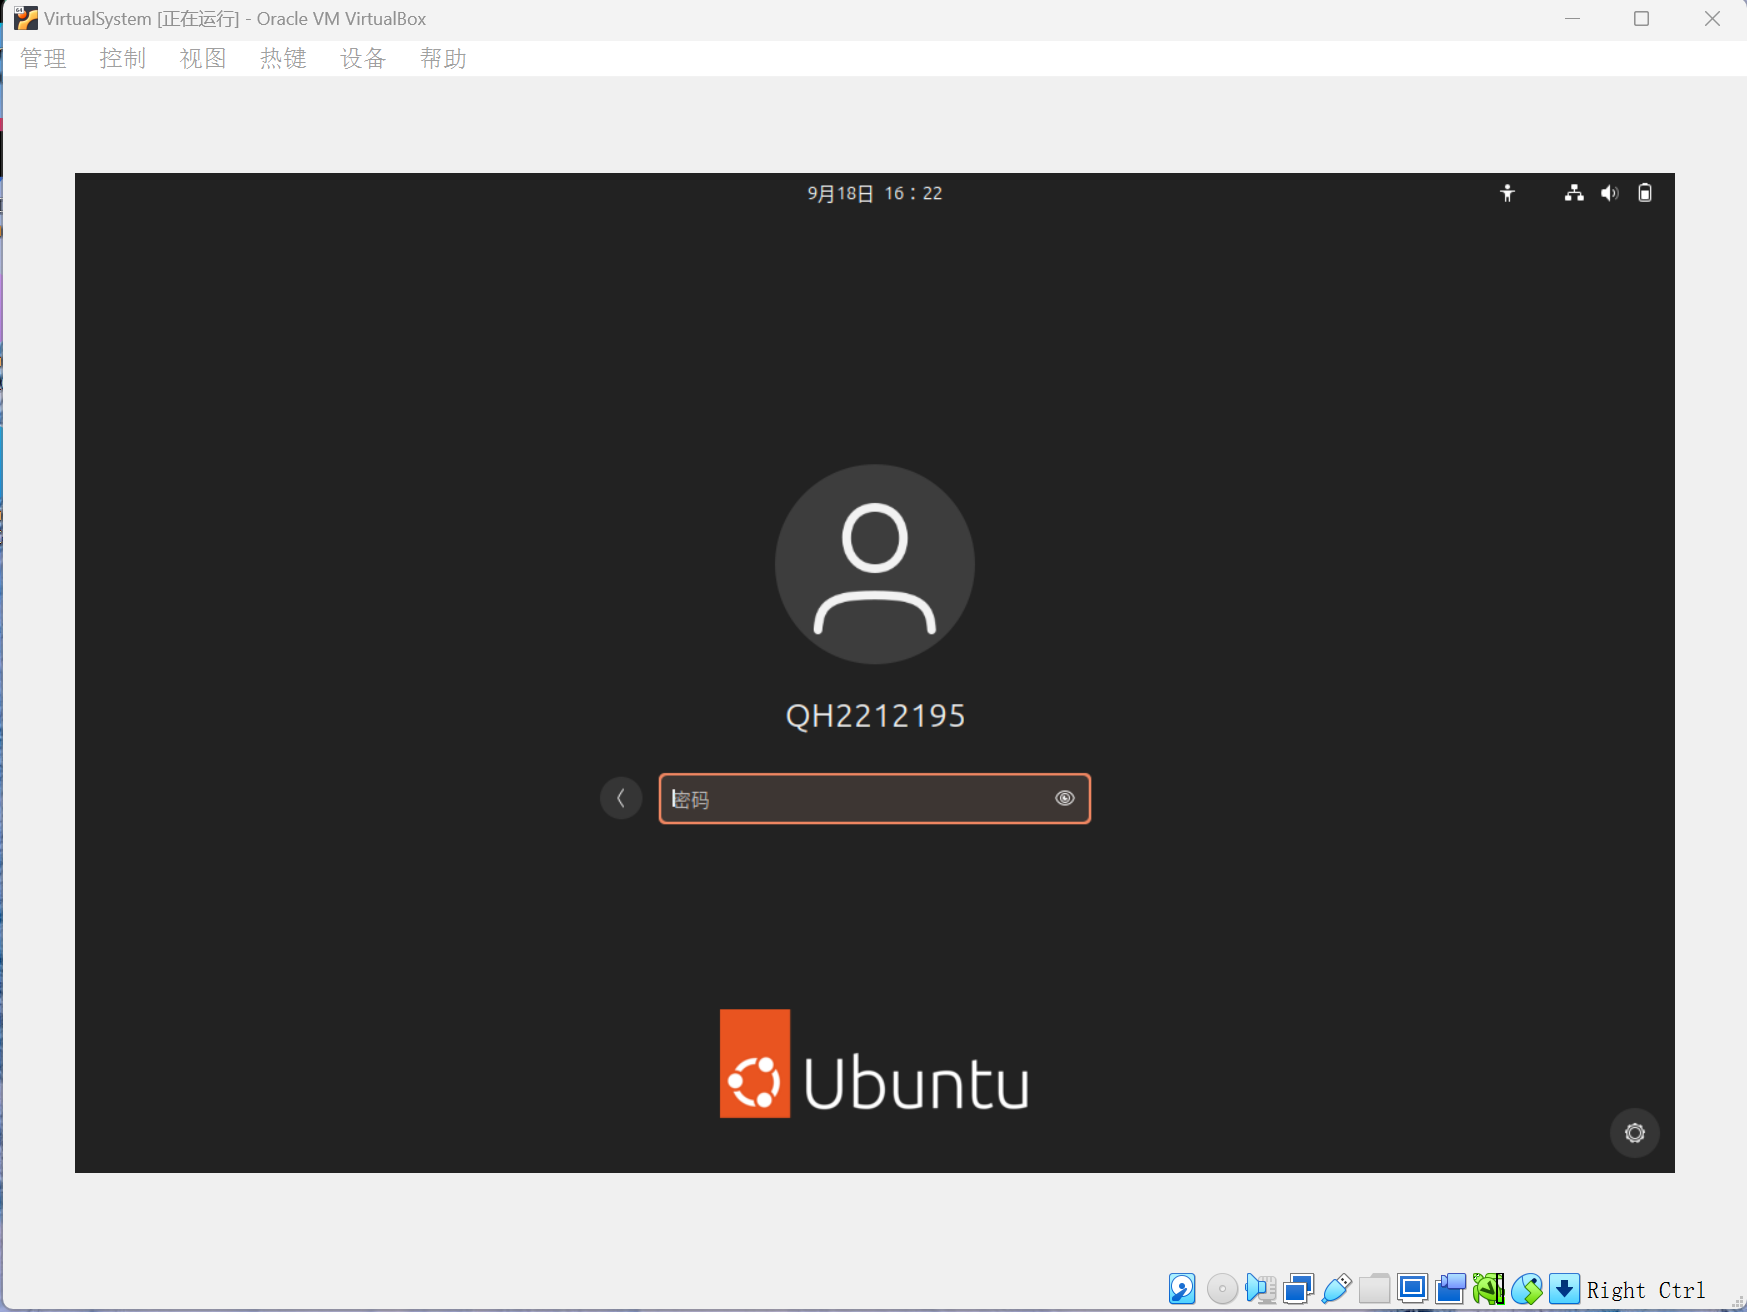 VirtualSystem [正在运行] - Oracle VM VirtualBox
管理 控制 视图 热键 设备 帮助
9月18日 16：22
QH2212195
密码
Ubuntu
Right Ctrl